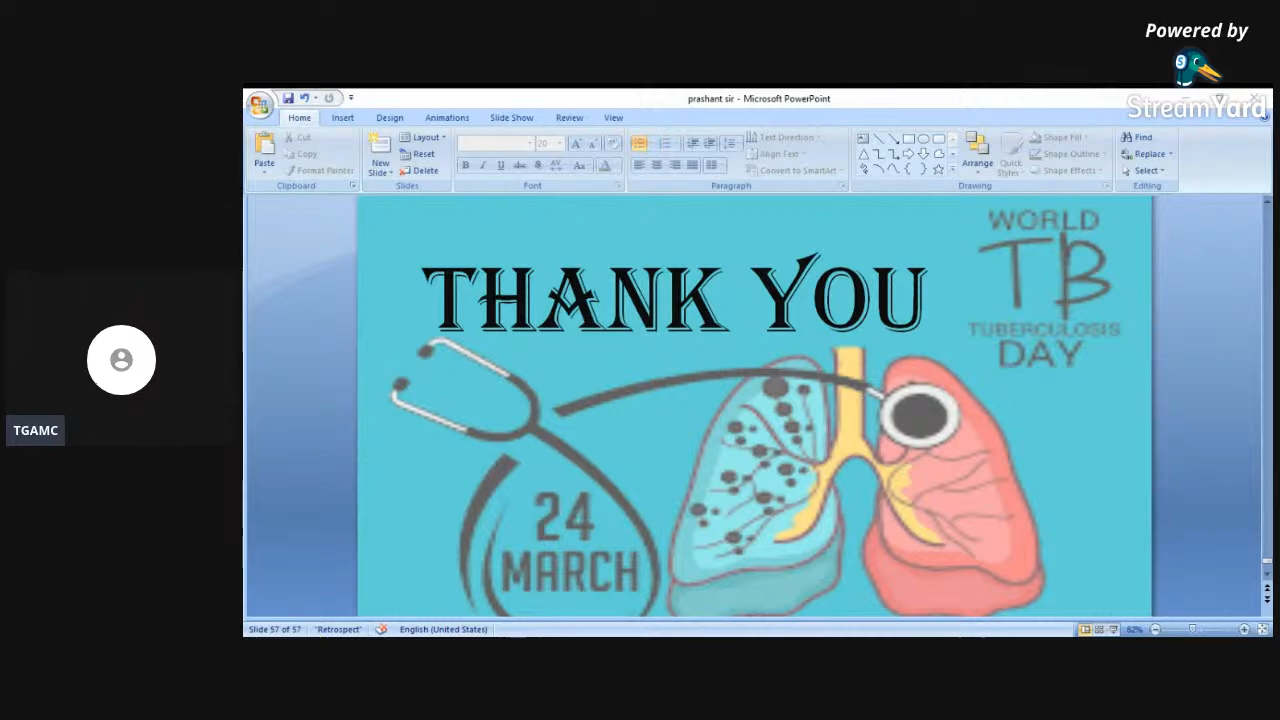 Powered by
StreamYard
prashant sir - Microsoft PowerPoint
Home Insert Design Slide Show Animations Review View
Paste
Cut
Copy
Format Painter
Clipboard
New Slide
Layout
Reset
Delete
Slides
20
Font
Text Direction
Align Text
Convert to SmartArt
Paragraph
Arrange
Quick Styles
Shape Fill
Shape Outline
Shape Effects
Drawing
Find
Replace
Select
Editing
WORLD
TB
TUBERCULOSIS
DAY
THANK YOU
24
MARCH
TGAMC
Slide 57 of 57 "Retrospect" English (United States) 82%